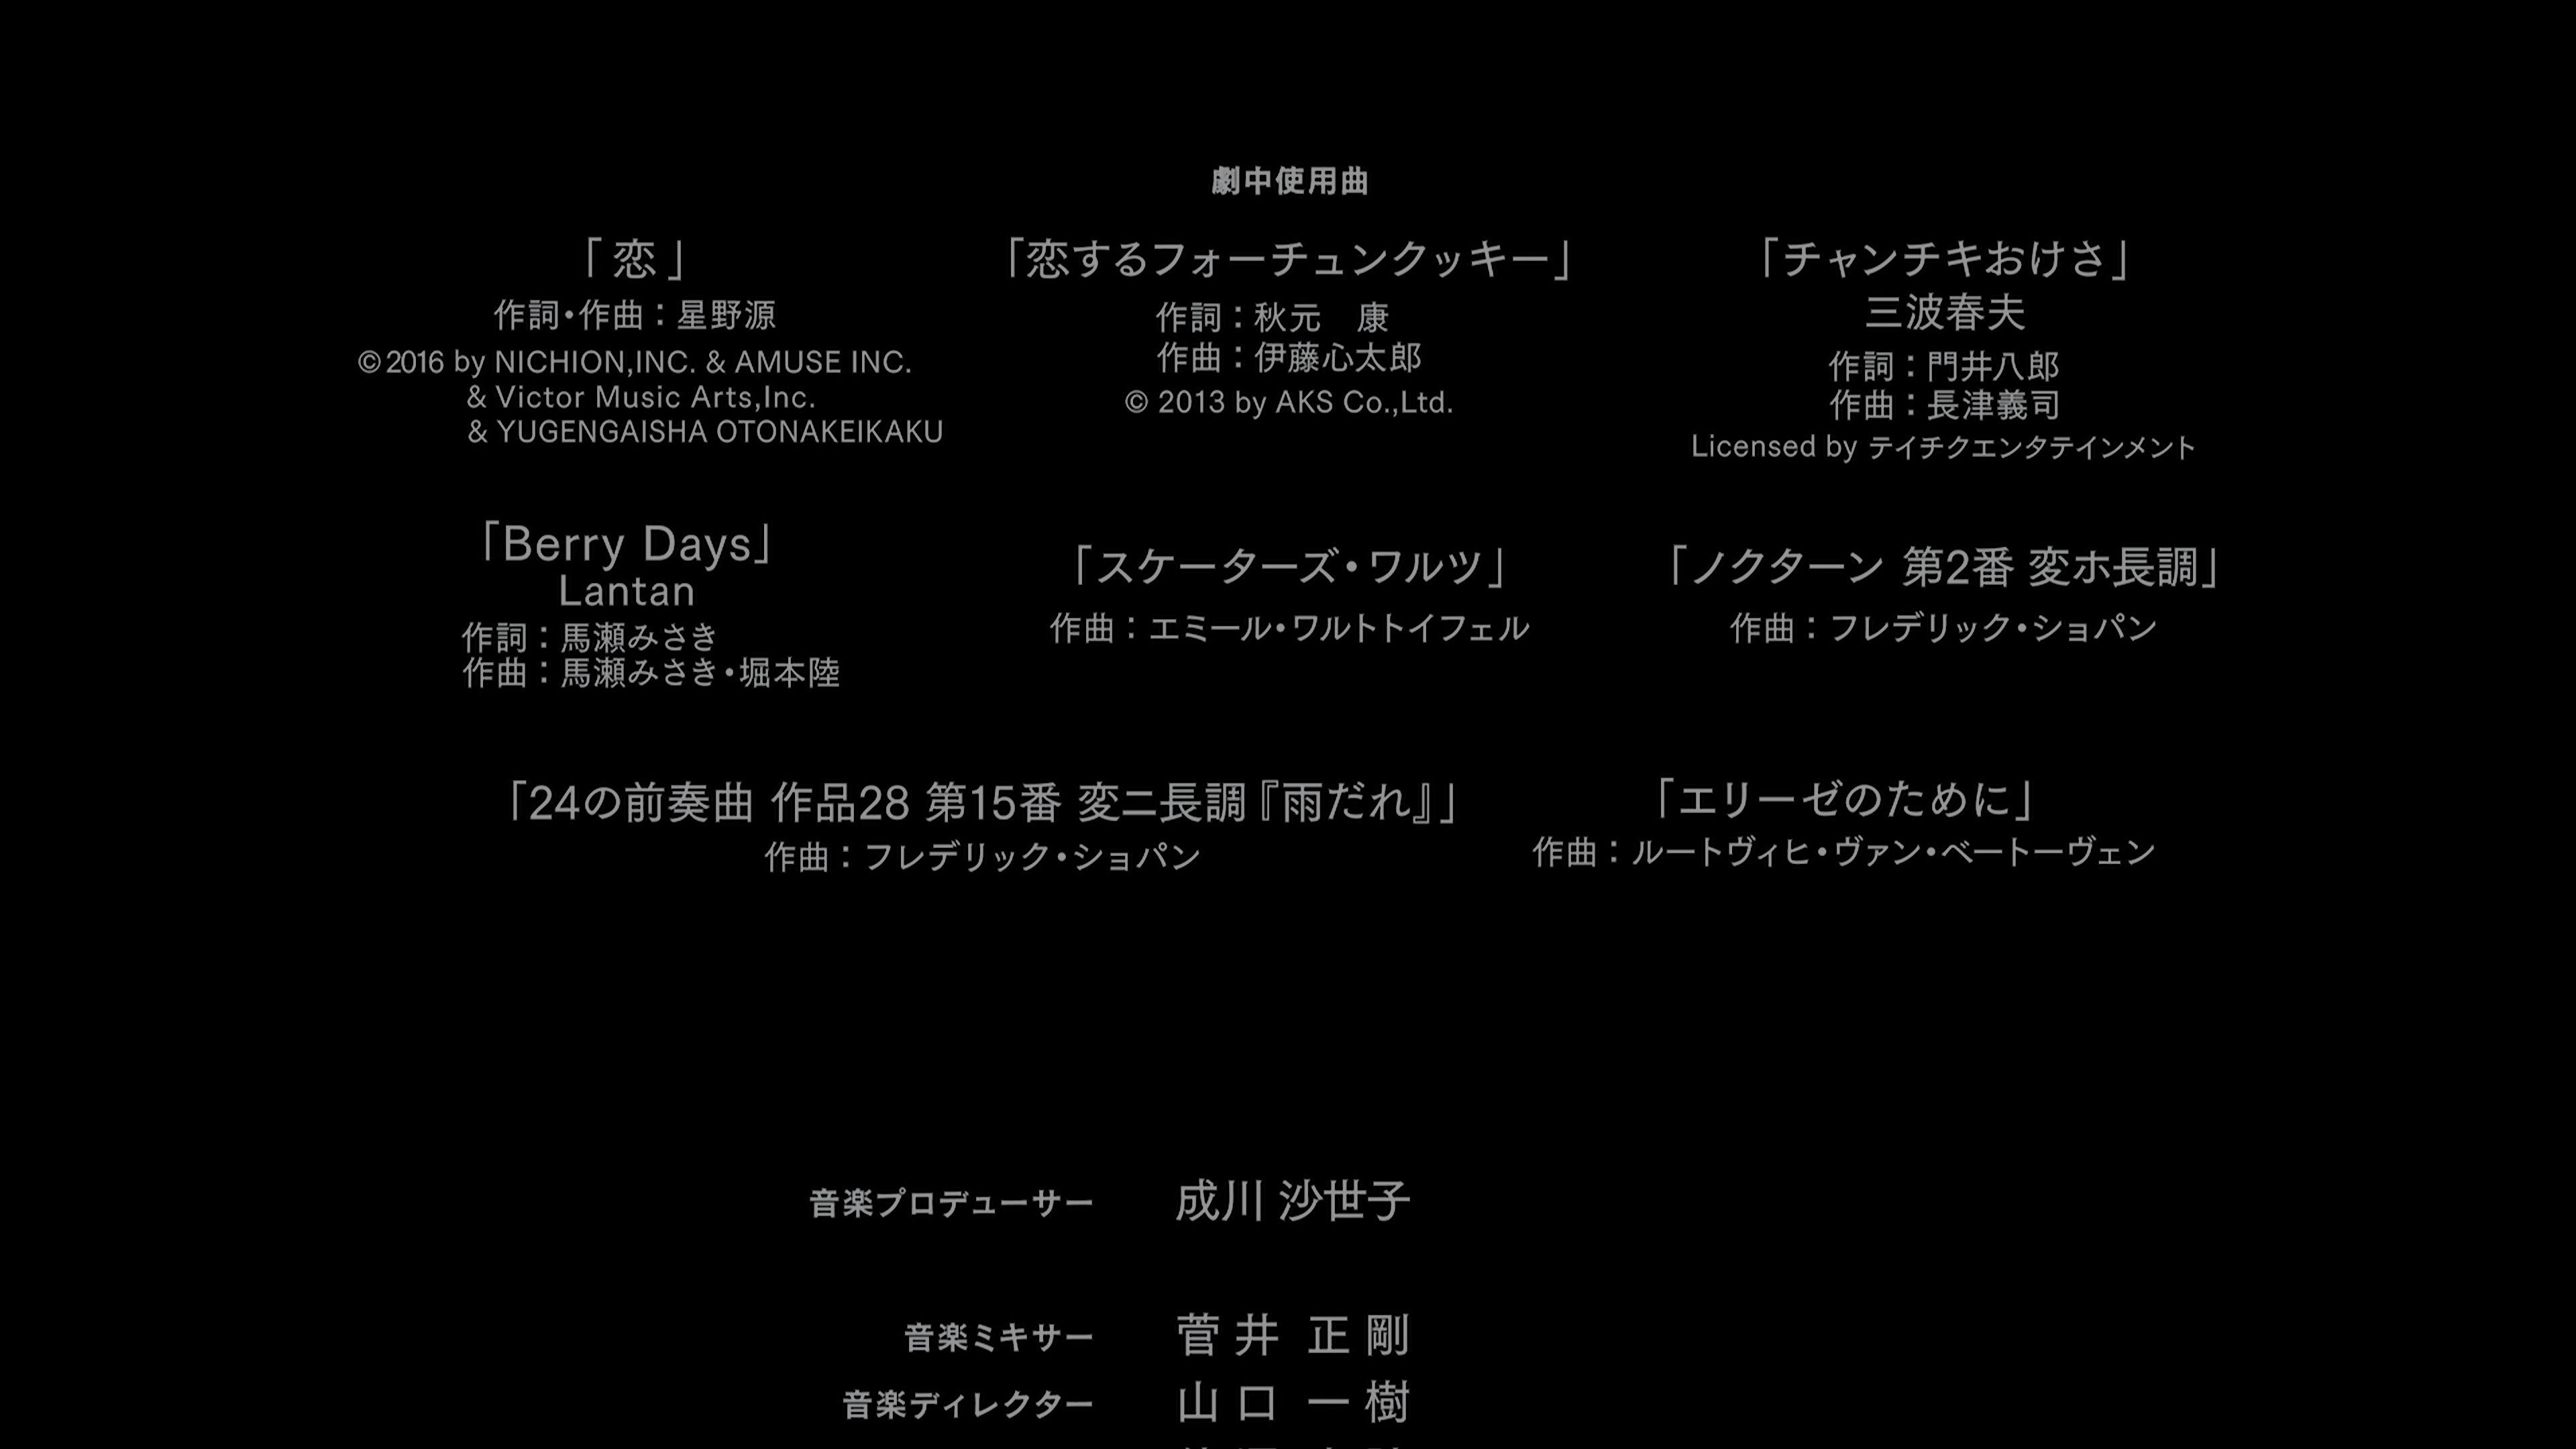 劇中使用曲
「恋」
作詞・作曲：星野源
©2016 by NICHION,INC. & AMUSE INC.
& Victor Music Arts,Inc.
& YUGENGAISHA OTONAKEIKAKU
「恋するフォーチュンクッキー」
作詞：秋元　康
作曲：伊藤心太郎
© 2013 by AKS Co.,Ltd.
「チャンチキおけさ」
三波春夫
作詞：門井八郎
作曲：長津義司
Licensed by テイチクエンタテインメント
「Berry Days」
Lantan
作詞：馬瀬みさき
作曲：馬瀬みさき・堀本陸
「スケーターズ・ワルツ」
作曲：エミール・ワルトトイフェル
「ノクターン 第2番 変ホ長調」
作曲：フレデリック・ショパン
「24の前奏曲 作品28 第15番 変ニ長調『雨だれ』」
作曲：フレデリック・ショパン
「エリーゼのために」
作曲：ルートヴィヒ・ヴァン・ベートーヴェン
音楽プロデューサー 成川 沙世子
音楽ミキサー 菅井 正剛
音楽ディレクター 山口 一樹